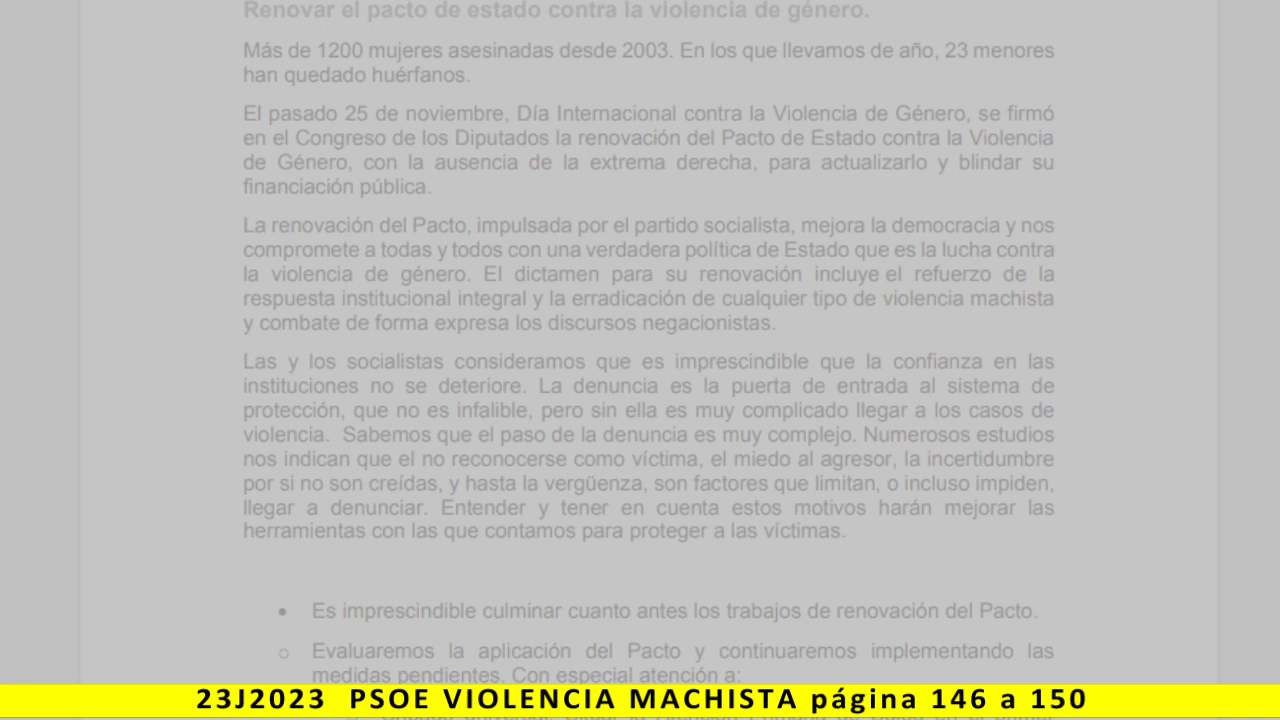 Renovar el pacto de estado contra la violencia de género.
Más de 1200 mujeres asesinadas desde 2003. En los que llevamos de año, 23 menores
han quedado huérfanos.
El pasado 25 de noviembre, Día Internacional contra la Violencia de Género, se firmó
en el Congreso de los Diputados la renovación del Pacto de Estado contra la Violencia
de Género, con la ausencia de la extrema derecha, para actualizarlo y blindar su
financiación pública.
La renovación del Pacto, impulsada por el partido socialista, mejora la democracia y nos
compromete a todas y todos con una verdadera política de Estado que es la lucha contra
la violencia de género. El dictamen para su renovación incluye el refuerzo de la
respuesta institucional integral y la erradicación de cualquier tipo de violencia machista
y combate de forma expresa los discursos negacionistas.
Las y los socialistas consideramos que es imprescindible que la confianza en las
instituciones no se deteriore. La denuncia es la puerta de entrada al sistema de
protección, que no es infalible, pero sin ella es muy complicado llegar a los casos de
violencia. Sabemos que el paso de la denuncia es muy complejo. Numerosos estudios
nos indican que el no reconocerse como víctima, el miedo al agresor, la incertidumbre
por si no son creídas, y hasta la vergüenza, son factores que limitan, o incluso impiden,
llegar a denunciar. Entender y tener en cuenta estos motivos harán mejorar las
herramientas con las que contamos para proteger a las víctimas.
• Es imprescindible culminar cuanto antes los trabajos de renovación del Pacto.
○ Evaluaremos la aplicación del Pacto y continuaremos implementando las
medidas pendientes. Con especial atención a:
23J2023 PSOE VIOLENCIA MACHISTA página 146 a 150